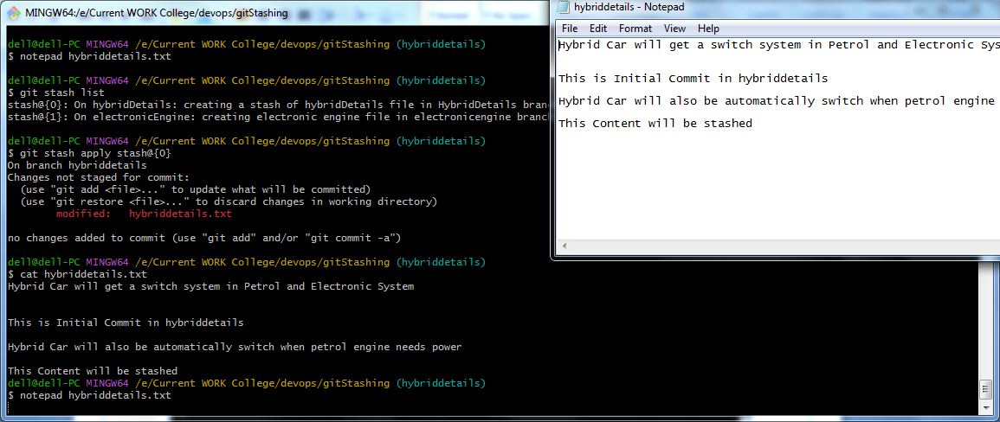 MINGW64:/e/Current WORK College/devops/gitStashing
dell@dell-PC MINGW64 /e/Current WORK College/devops/gitStashing (hybriddetails)
$ notepad hybriddetails.txt
dell@dell-PC MINGW64 /e/Current WORK College/devops/gitStashing (hybriddetails)
$ git stash list
stash@{0}: On hybridDetails: creating a stash of hybridDetails file in HybridDetails bran
stash@{1}: On electronicEngine: creating electronic engine file in electronicengine branch
dell@dell-PC MINGW64 /e/Current WORK College/devops/gitStashing (hybriddetails)
$ git stash apply stash@{0}
On branch hybriddetails
Changes not staged for commit:
(use "git add <file>..." to update what will be committed)
(use "git restore <file>..." to discard changes in working directory)
modified:   hybriddetails.txt
no changes added to commit (use "git add" and/or "git commit -a")
dell@dell-PC MINGW64 /e/Current WORK College/devops/gitStashing (hybriddetails)
$ cat hybriddetails.txt
Hybrid Car will get a switch system in Petrol and Electronic System
This is Initial Commit in hybriddetails
Hybrid Car will also be automatically switch when petrol engine needs power
This Content will be stashed
dell@dell-PC MINGW64 /e/Current WORK College/devops/gitStashing (hybriddetails)
$ notepad hybriddetails.txt
hybriddetails - Notepad
File Edit Format View Help
Hybrid Car will get a switch system in Petrol and Electronic Sys
This is Initial Commit in hybriddetails
Hybrid Car will also be automatically switch when petrol engine
This Content will be stashed